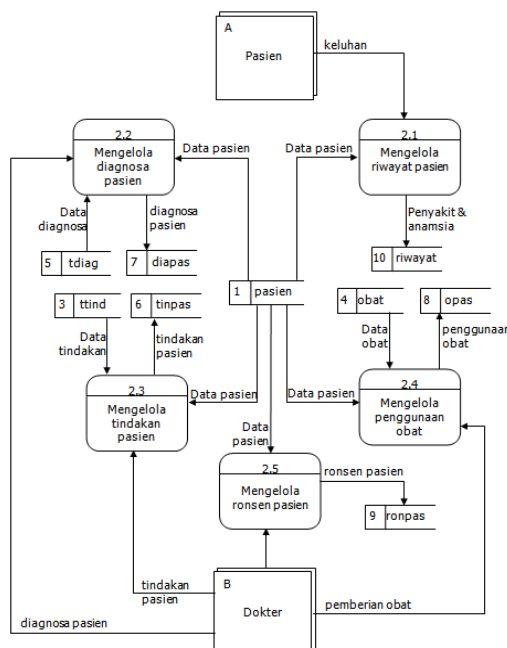 A
Pasien
keluhan
2.2
Mengelola
diagnosa
pasien
Data pasien
Data pasien
2.1
Mengelola
riwayat pasien
Data
diagnosa
diagnosa
pasien
Penyakit &
anamsia
5 tdiag
7 diapas
10 riwayat
3 ttind
6 tinpas
1 pasien
4 obat
8 opas
Data
tindakan
tindakan
pasien
Data
obat
penggunaan
obat
2.3
Mengelola
tindakan
pasien
Data pasien
Data pasien
2.4
Mengelola
penggunaan
obat
Data
pasien
2.5
Mengelola
ronsen pasien
ronsen pasien
9 ronpas
B
Dokter
tindakan
pasien
pemberian obat
diagnosa pasien